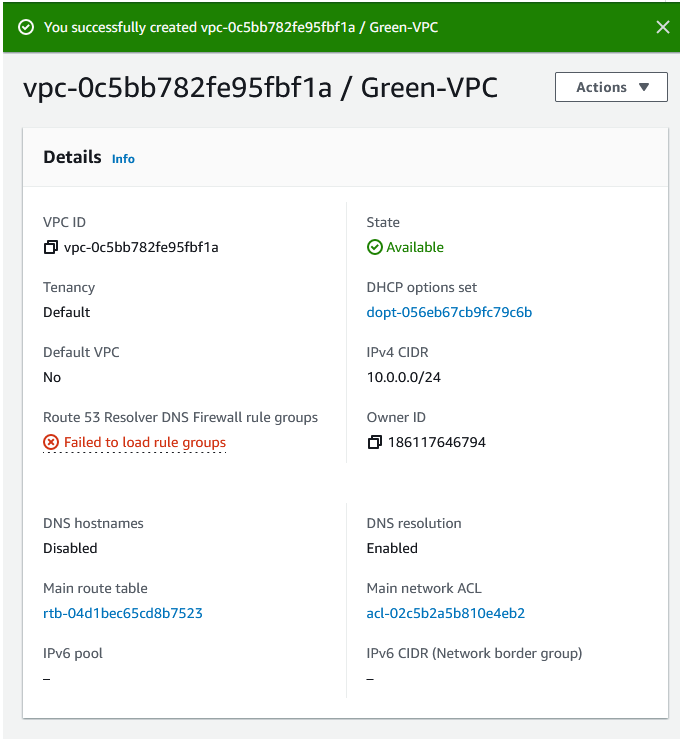 You successfully created vpc-0c5bb782fe95fbf1a / Green-VPC
vpc-0c5bb782fe95fbf1a / Green-VPC
Actions
Details Info
VPC ID
vpc-0c5bb782fe95fbf1a
State
Available
Tenancy
Default
DHCP options set
dopt-056eb67cb9fc79c6b
Default VPC
No
IPv4 CIDR
10.0.0.0/24
Route 53 Resolver DNS Firewall rule groups
Failed to load rule groups
Owner ID
186117646794
DNS hostnames
Disabled
DNS resolution
Enabled
Main route table
rtb-04d1bec65cd8b7523
Main network ACL
acl-02c5b2a5b810e4eb2
IPv6 pool
–
IPv6 CIDR (Network border group)
–